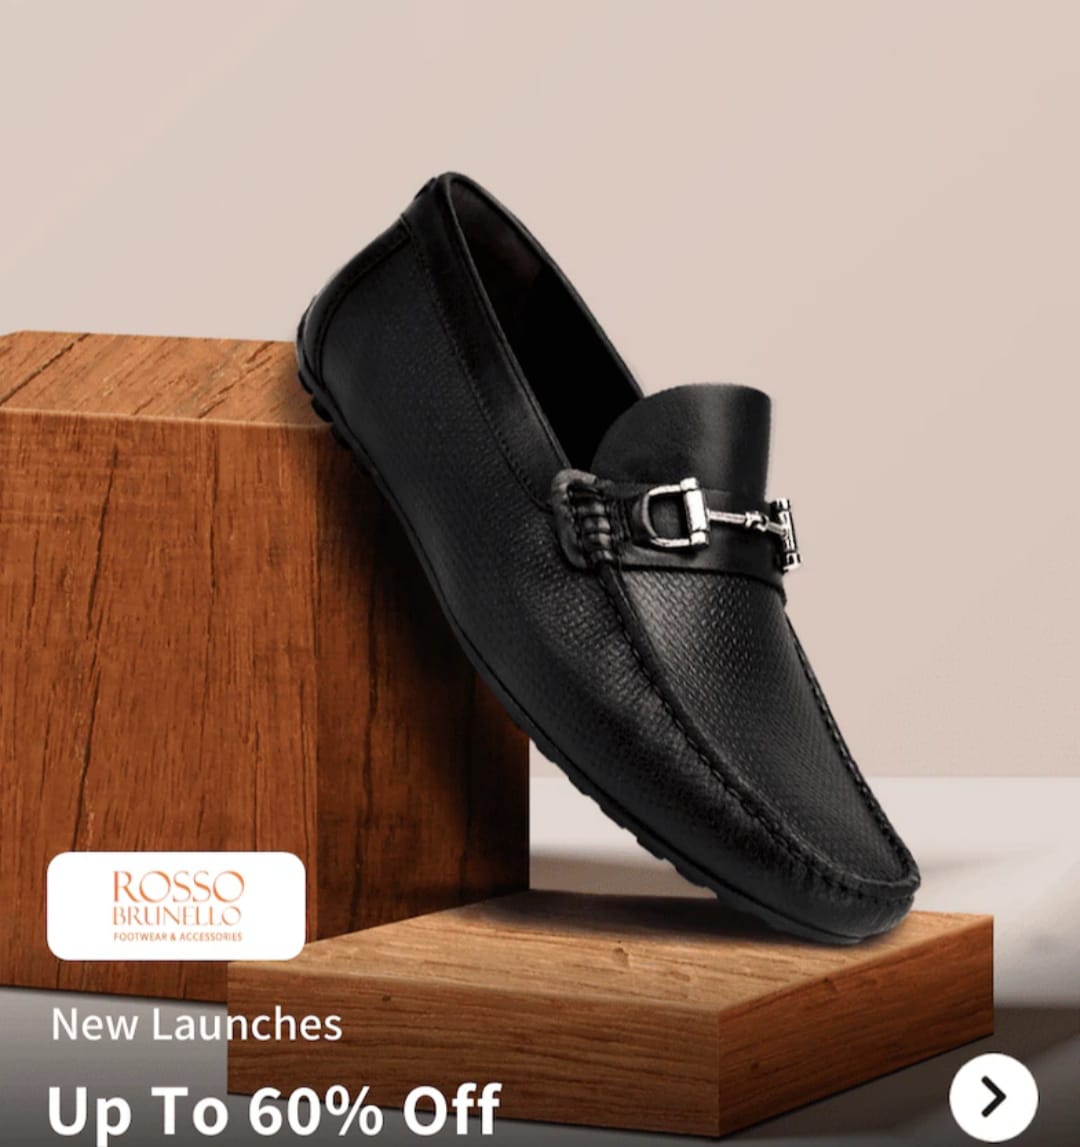 ROSSO
BRUNELLO
FOOTWEAR & ACCESSORIES
New Launches
Up To 60% Off